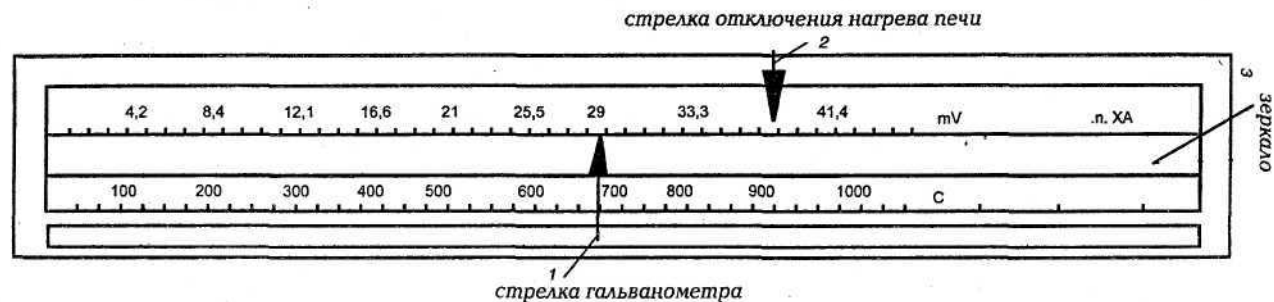 стрелка отключения нагрева печи
2
3
зеркало
4,2 8,4 12,1 16,6 21 25,5 29 33,3 41,4 mV .п. ХА
100 200 300 400 500 600 700 800 900 1000 С
1
стрелка гальванометра